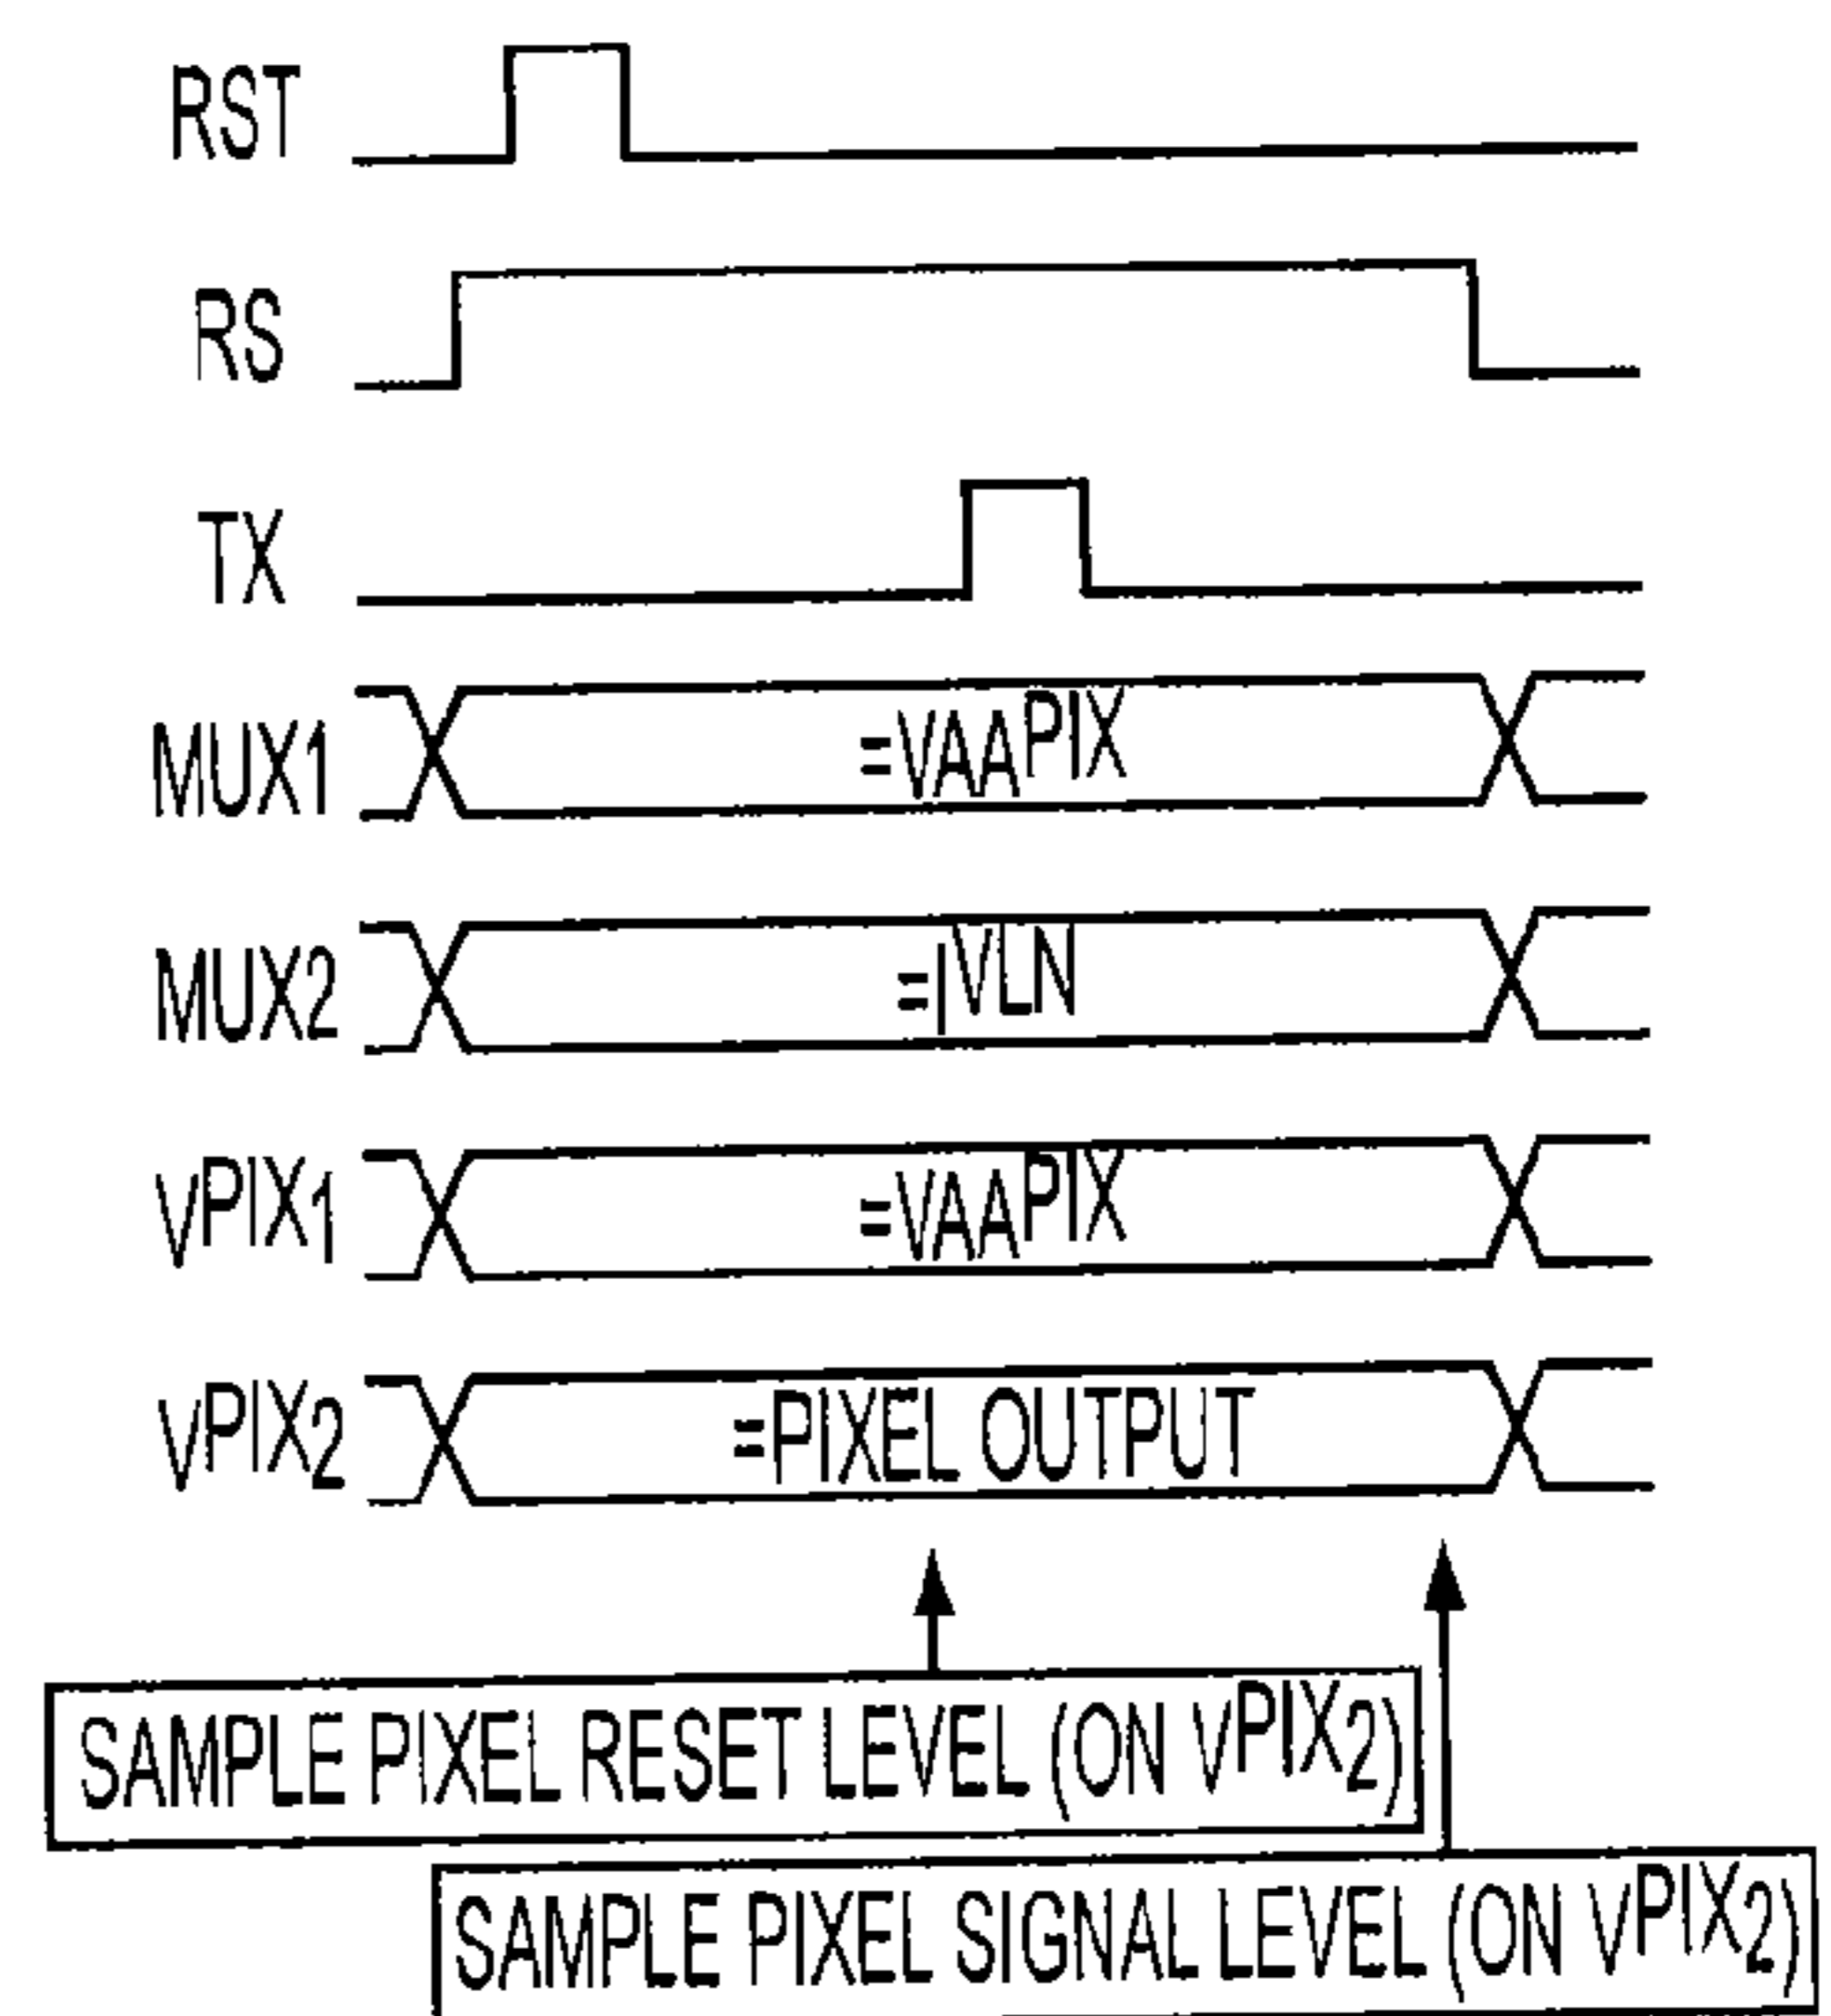 RST
RS
TX
MUX1
=VAAPIX
MUX2
=IVLN
VPIX1
=VAAPIX
VPIX2
=PIXEL OUTPUT
SAMPLE PIXEL RESET LEVEL (ON VPIX2)
SAMPLE PIXEL SIGNAL LEVEL (ON VPIX2)